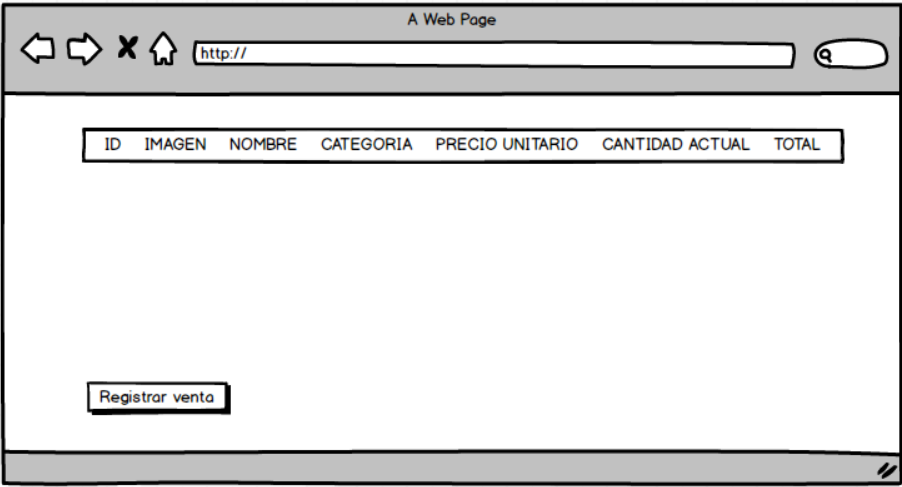 A Web Page
http://
ID IMAGEN NOMBRE CATEGORIA PRECIO UNITARIO CANTIDAD ACTUAL TOTAL
Registrar venta